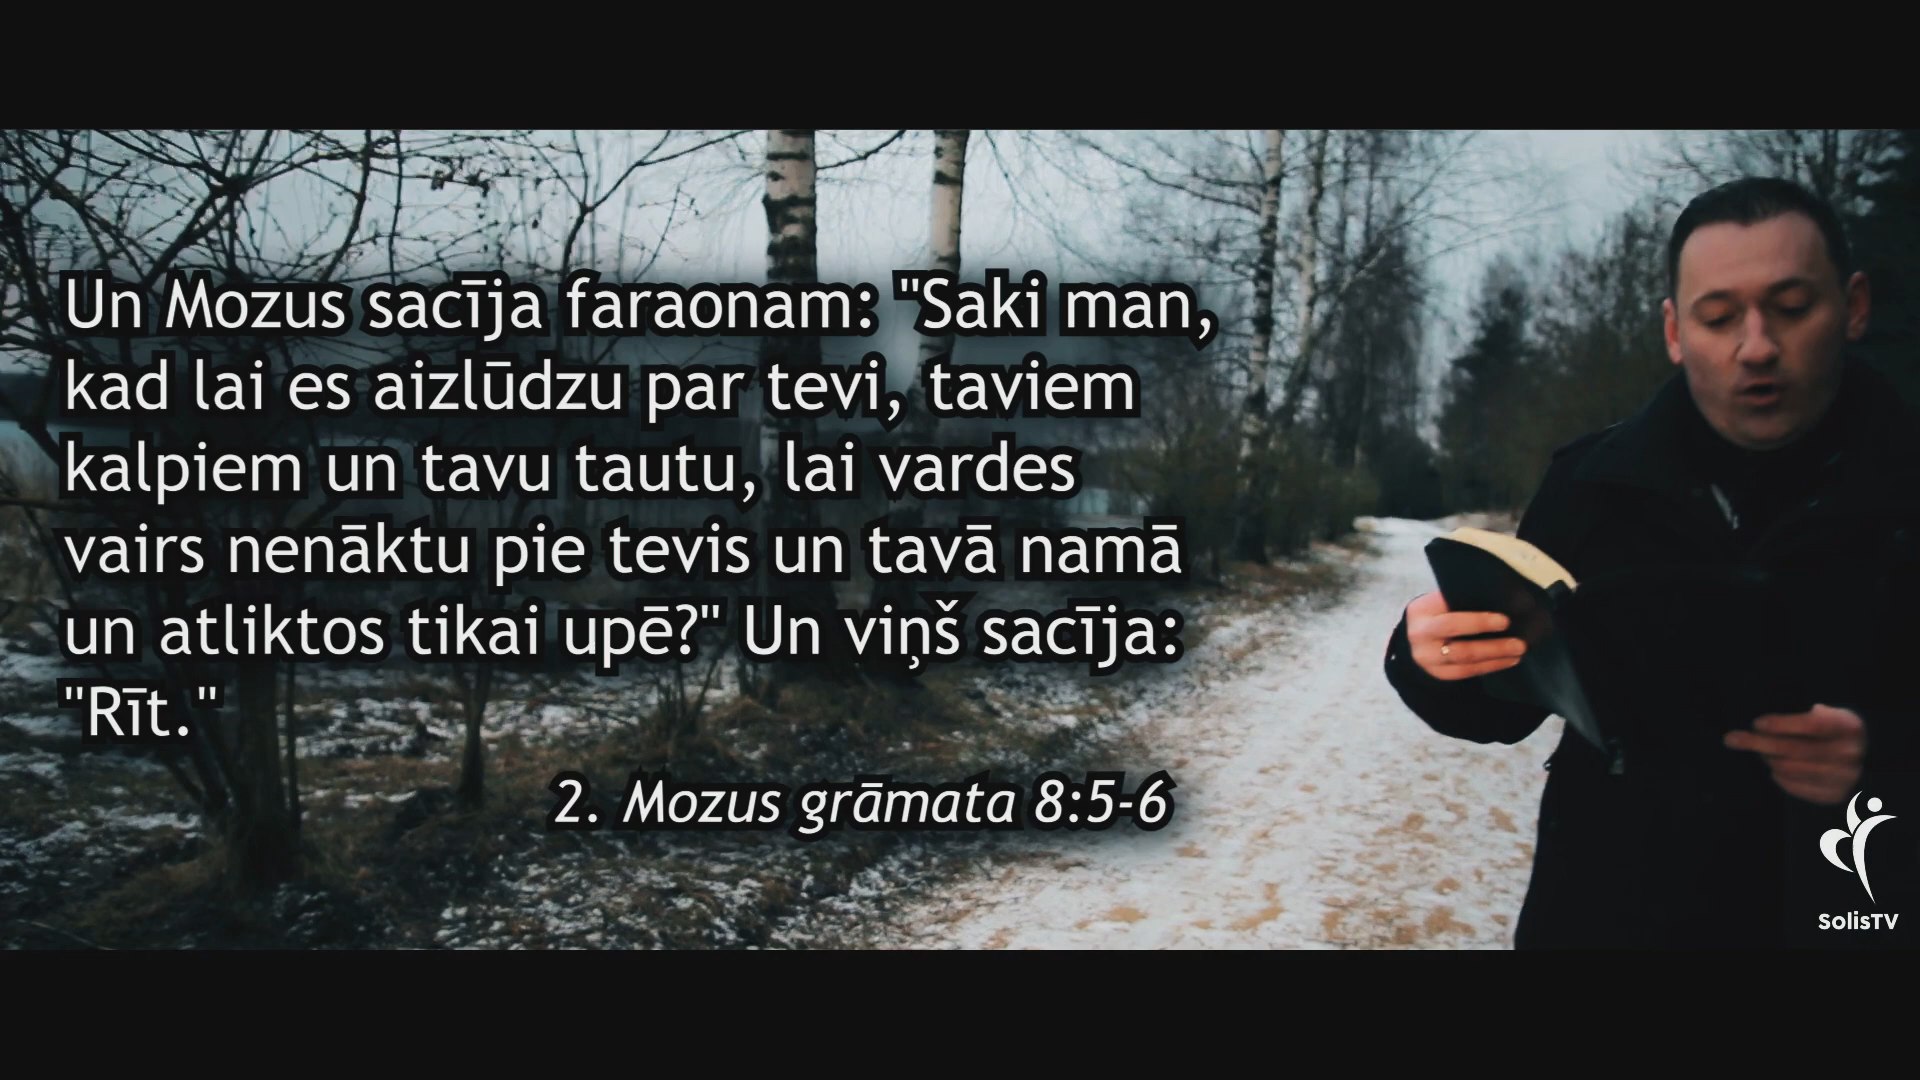 Un Mozus sacīja faraonam: "Saki man,
kad lai es aizlūdzu par tevi, taviem
kalpiem un tavu tautu, lai vardes
vairs nenāktu pie tevis un tavā namā
un atliktos tikai upē?" Un viņš sacīja:
"Rīt."
2. Mozus grāmata 8:5-6
SolisTV